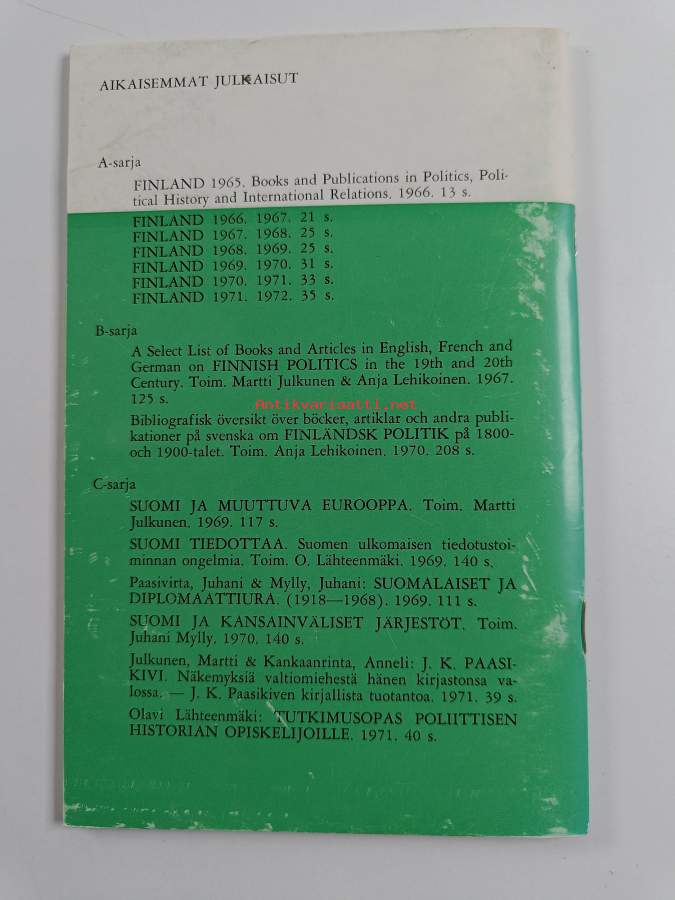 AIKAISEMMAT JULKAISUT
A-sarja
FINLAND 1965. Books and Publications in Politics, Poli-
tical History and International Relations. 1966. 13 s.
FINLAND 1966. 1967. 21 s.
FINLAND 1967. 1968. 25 s.
FINLAND 1968. 1969. 25 s.
FINLAND 1969. 1970. 31 s.
FINLAND 1970. 1971. 33 s.
FINLAND 1971. 1972. 35 s.
B-sarja
A Select List of Books and Articles in English, French and
German on FINNISH POLITICS in the 19th and 20th
Century. Toim. Martti Julkunen & Anja Lehikoinen. 1967.
125 s.
Antikvarisatti.net
Bibliografisk översikt över böcker, artiklar och andra publi-
kationer på svenska om FINLÄNDSK POLITIK på 1800-
och 1900-talet. Toim. Anja Lehikoinen. 1970. 208 s.
C-sarja
SUOMI JA MUUTTUVA EUROOPPA. Toim. Martti
Julkunen. 1969. 117 s.
SUOMI TIEDOTTAA. Suomen ulkomaisen tiedotustoi-
minnan ongelmia. Toim. O. Lähteenmäki. 1969. 140 s.
Paasivirta, Juhani & Mylly, Juhani: SUOMALAISET JA
DIPLOMAATTIURA. (1918—1968). 1969. 111 s.
SUOMI JA KANSAINVÄLISET JÄRJESTÖT. Toim.
Juhani Mylly. 1970. 140 s.
Julkunen, Martti & Kankaanrinta, Anneli: J. K. PAASI-
KIVI. Näkemyksiä valtiomiehestä hänen kirjastonsa va-
lossa. — J. K. Paasikiven kirjallista tuotantoa. 1971. 39 s.
Olavi Lähteenmäki: TUTKIMUSOPAS POLIITTISEN
HISTORIAN OPISKELIJOILLE. 1971. 40 s.